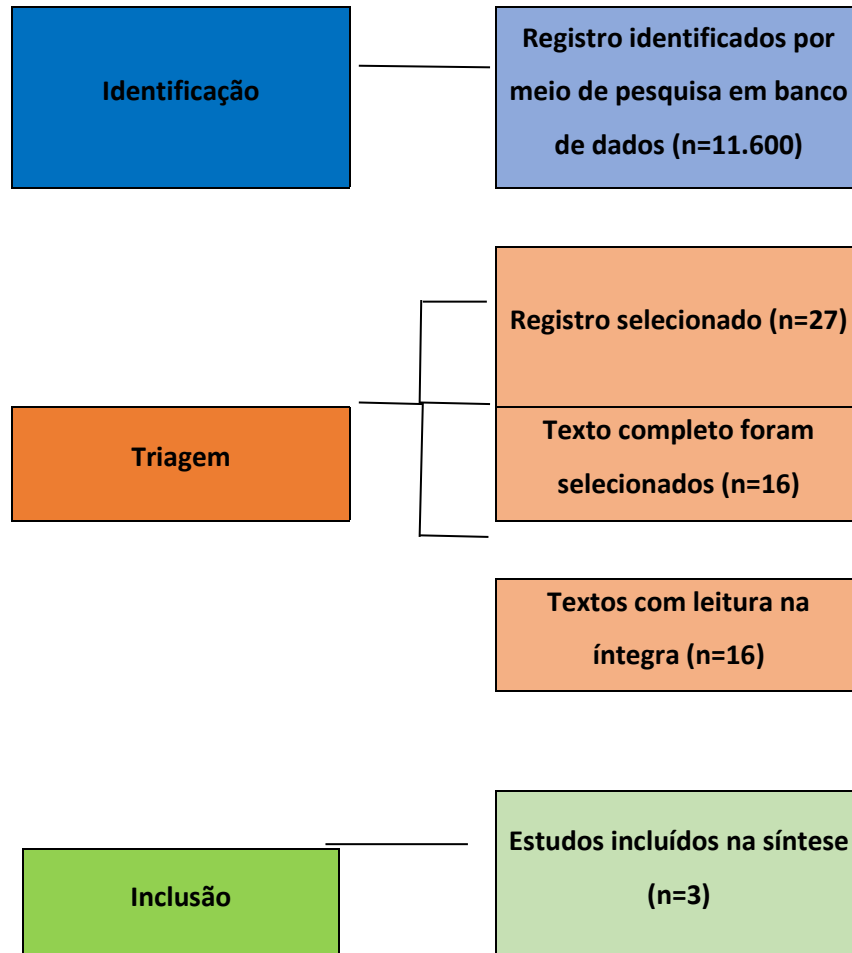 Identificação
Registro identificados por
meio de pesquisa em banco
de dados (n=11.600)
Registro selecionado (n=27)
Triagem
Texto completo foram
selecionados (n=16)
Textos com leitura na
íntegra (n=16)
Estudos incluídos na síntese
(n=3)
Inclusão